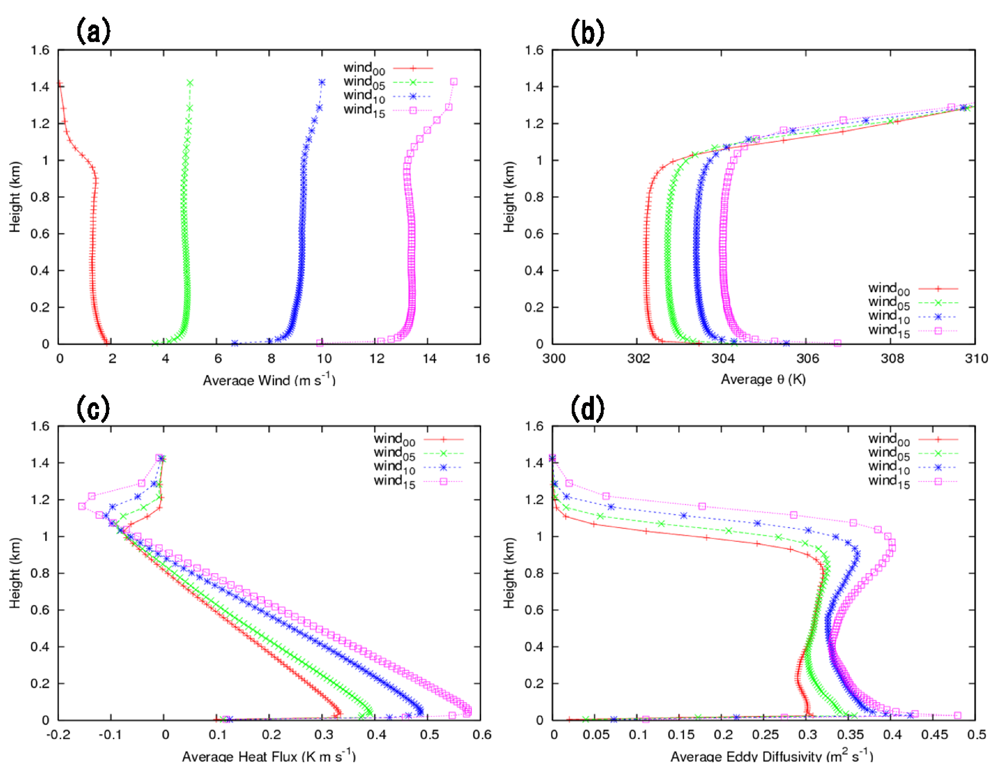 (a)
1.6
1.4
1.2
1
0.8
0.6
0.4
0.2
0
Height (km)
wind00
wind05
wind10
wind15
0 2 4 6 8 10 12 14 16
Average Wind (m s-1)
(b)
1.6
1.4
1.2
1
0.8
0.6
0.4
0.2
0
Height (km)
wind00
wind05
wind10
wind15
300 302 304 306 308 310
Average θ (K)
(c)
1.6
1.4
1.2
1
0.8
0.6
0.4
0.2
0
Height (km)
wind00
wind05
wind10
wind15
-0.2 -0.1 0 0.1 0.2 0.3 0.4 0.5 0.6
Average Heat Flux (K m s-1)
(d)
1.6
1.4
1.2
1
0.8
0.6
0.4
0.2
0
Height (km)
wind00
wind05
wind10
wind15
0 0.05 0.1 0.15 0.2 0.25 0.3 0.35 0.4 0.45 0.5
Average Eddy Diffusivity (m2 s-1)